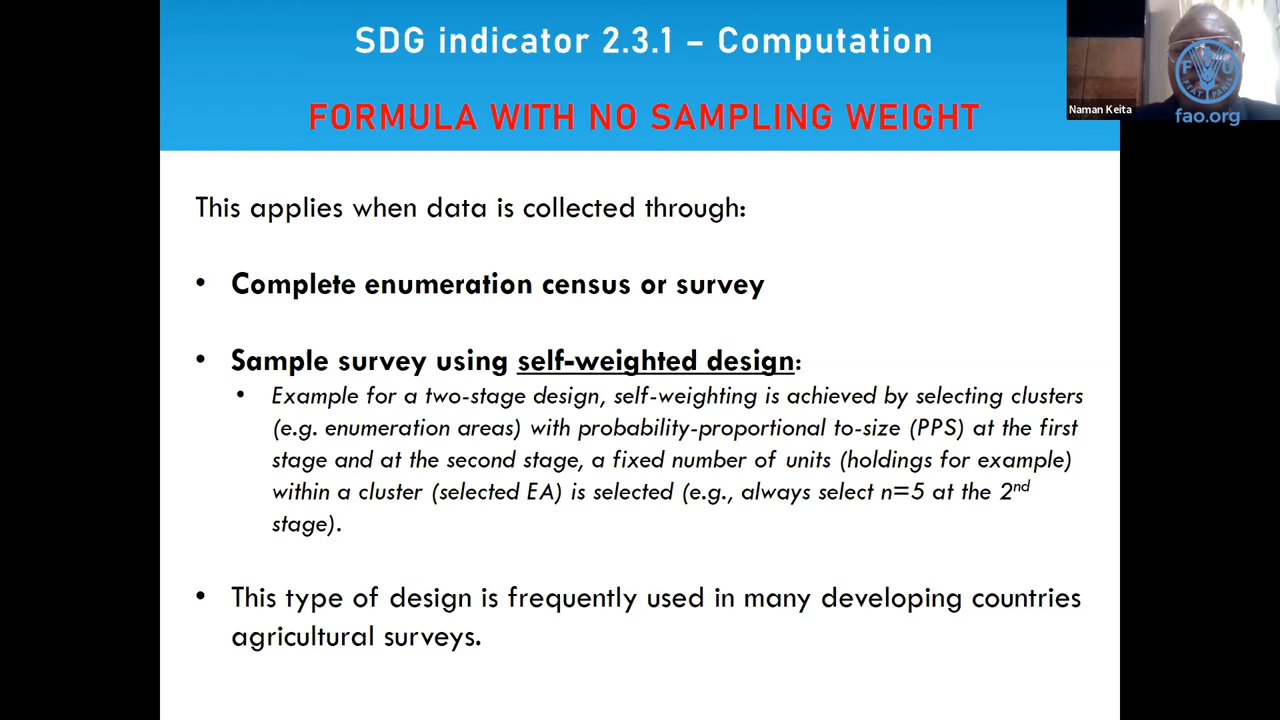 SDG indicator 2.3.1 – Computation
FORMULA WITH NO SAMPLING WEIGHT
Naman Keita
F O
FIAT PANIS
fao.org
This applies when data is collected through:
• Complete enumeration census or survey
• Sample survey using self-weighted design:
• Example for a two-stage design, self-weighting is achieved by selecting clusters
(e.g. enumeration areas) with probability-proportional to-size (PPS) at the first
stage and at the second stage, a fixed number of units (holdings for example)
within a cluster (selected EA) is selected (e.g., always select n=5 at the 2nd
stage).
• This type of design is frequently used in many developing countries
agricultural surveys.